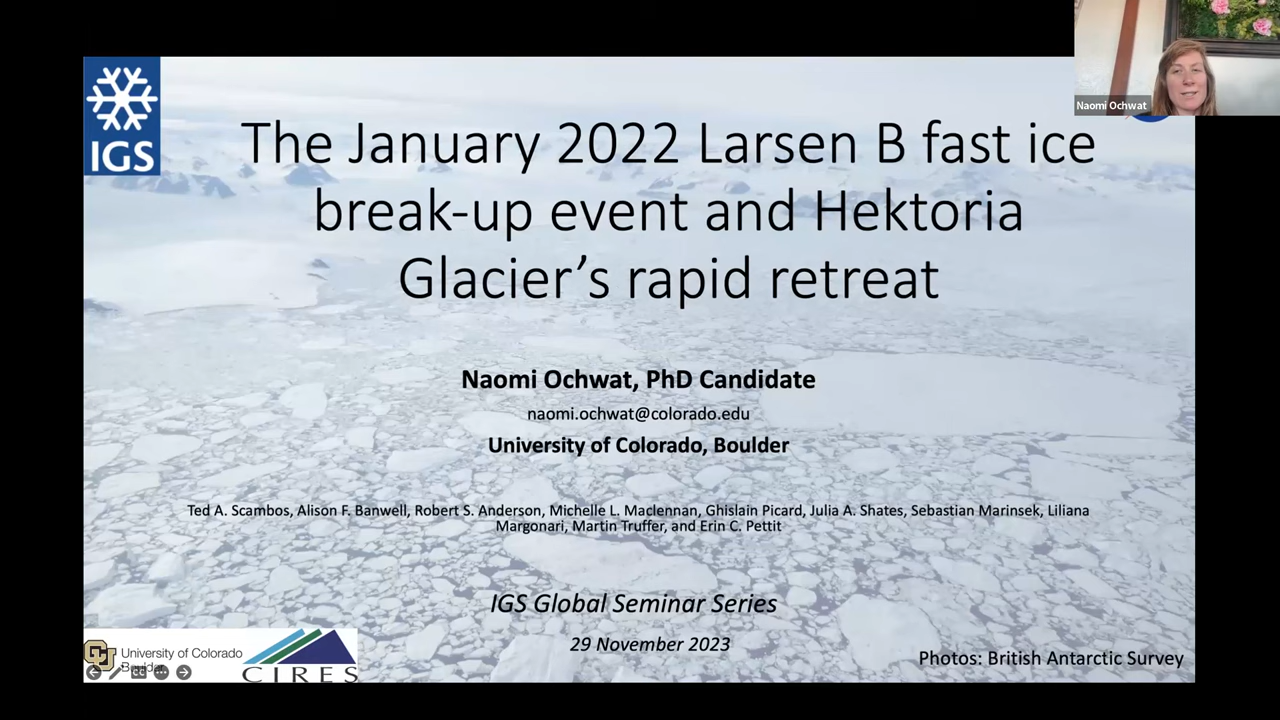 Naomi Ochwat
IGS
The January 2022 Larsen B fast ice
break-up event and Hektoria
Glacier's rapid retreat
Naomi Ochwat, PhD Candidate
naomi.ochwat@colorado.edu
University of Colorado, Boulder
Ted A. Scambos, Alison F. Banwell, Robert S. Anderson, Michelle L. Maclennan, Ghislain Picard, Julia A. Shates, Sebastian Marinsek, Liliana
Margonari, Martin Truffer, and Erin C. Pettit
IGS Global Seminar Series
29 November 2023
Photos: British Antarctic Survey
CU
University of Colorado
Boulder
CC
CIRES